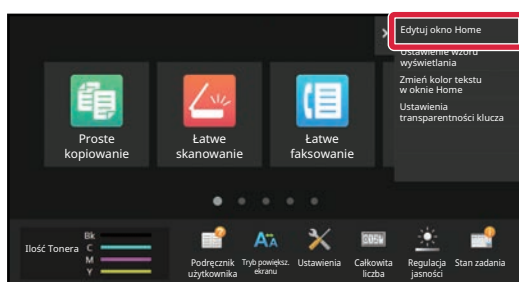 Edytuj okno Home
Ustawienie wzoru
wyświetlania
Zmień kolor tekstu
w oknie Home
Ustawienia
transparentności klucza
Proste
kopiowanie
Łatwe
skanowanie
Łatwe
faksowanie
Ilość Tonera
Bk
C
M
Y
Podręcznik
użytkownika
Tryb powiększ.
ekranu
Ustawienia
Całkowita
liczba
Regulacja
jasności
Stan zadania